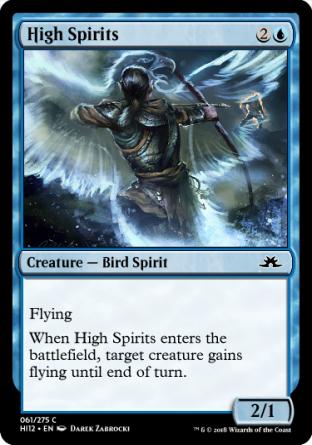 High Spirits 2
Creature — Bird Spirit
Flying
When High Spirits enters the
battlefield, target creature gains
flying until end of turn.
2/1
061/275 C
HI12 • EN DAREK ZABROCKI
™ & © 2018 Wizards of the Coast